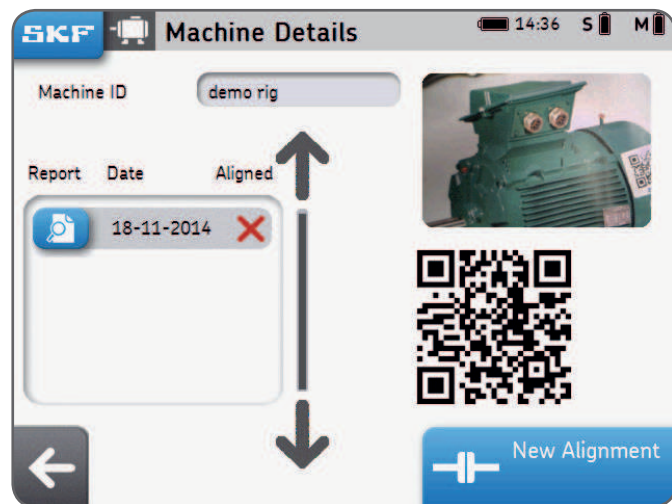 SKF Machine Details 14:36 S M
Machine ID demo rig
Report Date Aligned
18-11-2014
New Alignment